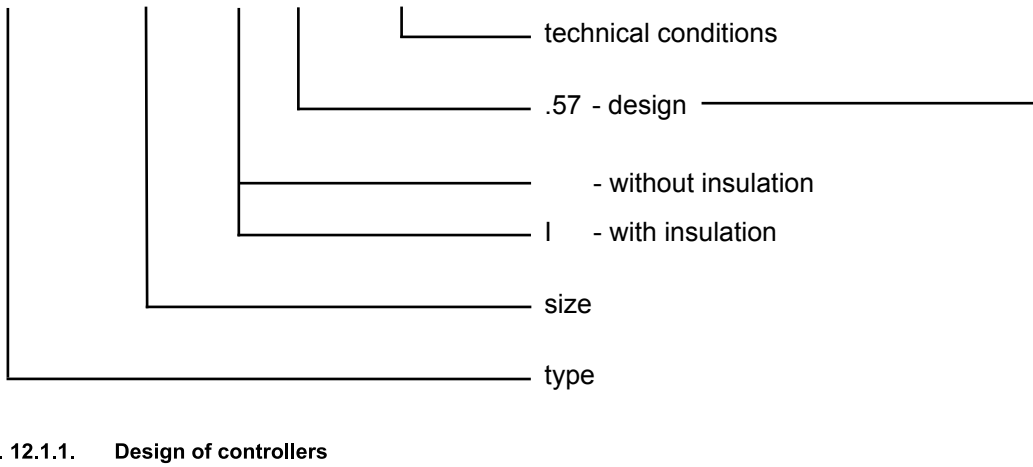 technical conditions
.57 - design
- without insulation
I - with insulation
size
type
. 12.1.1. Design of controllers